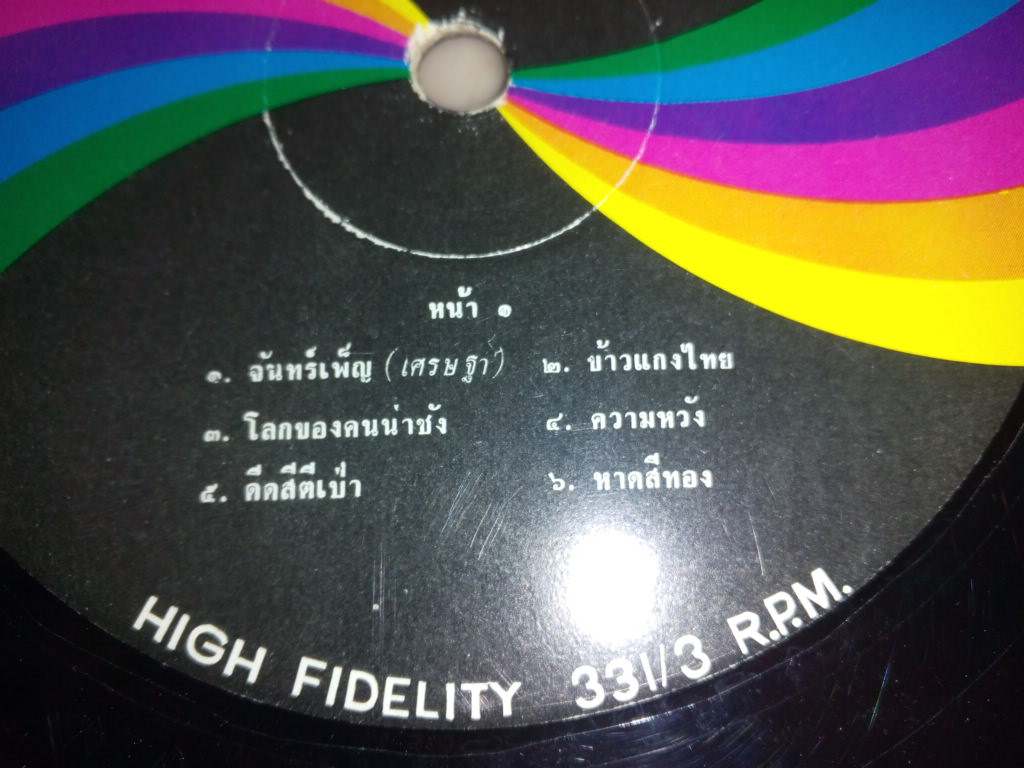 หน้า ๑
๑. จันทร์เพ็ญ (เศรษฐา) ๒. ข้าวแกงไทย
๓. โลกของคนน่าชัง ๔. ความหวัง
๕. ดีดสีตีเป่า ๖. หาดสีทอง
HIGH FIDELITY 331/3 R.P.M.